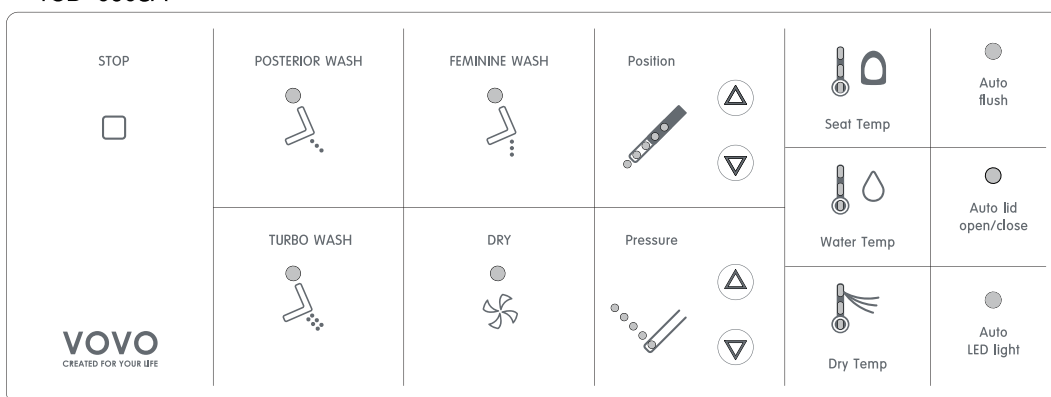 STOP
POSTERIOR WASH
FEMININE WASH
Position
Seat Temp
Auto
flush
Water Temp
Auto lid
open/close
TURBO WASH
DRY
Pressure
Dry Temp
Auto
LED light
VOVO
CREATED FOR YOUR LIFE